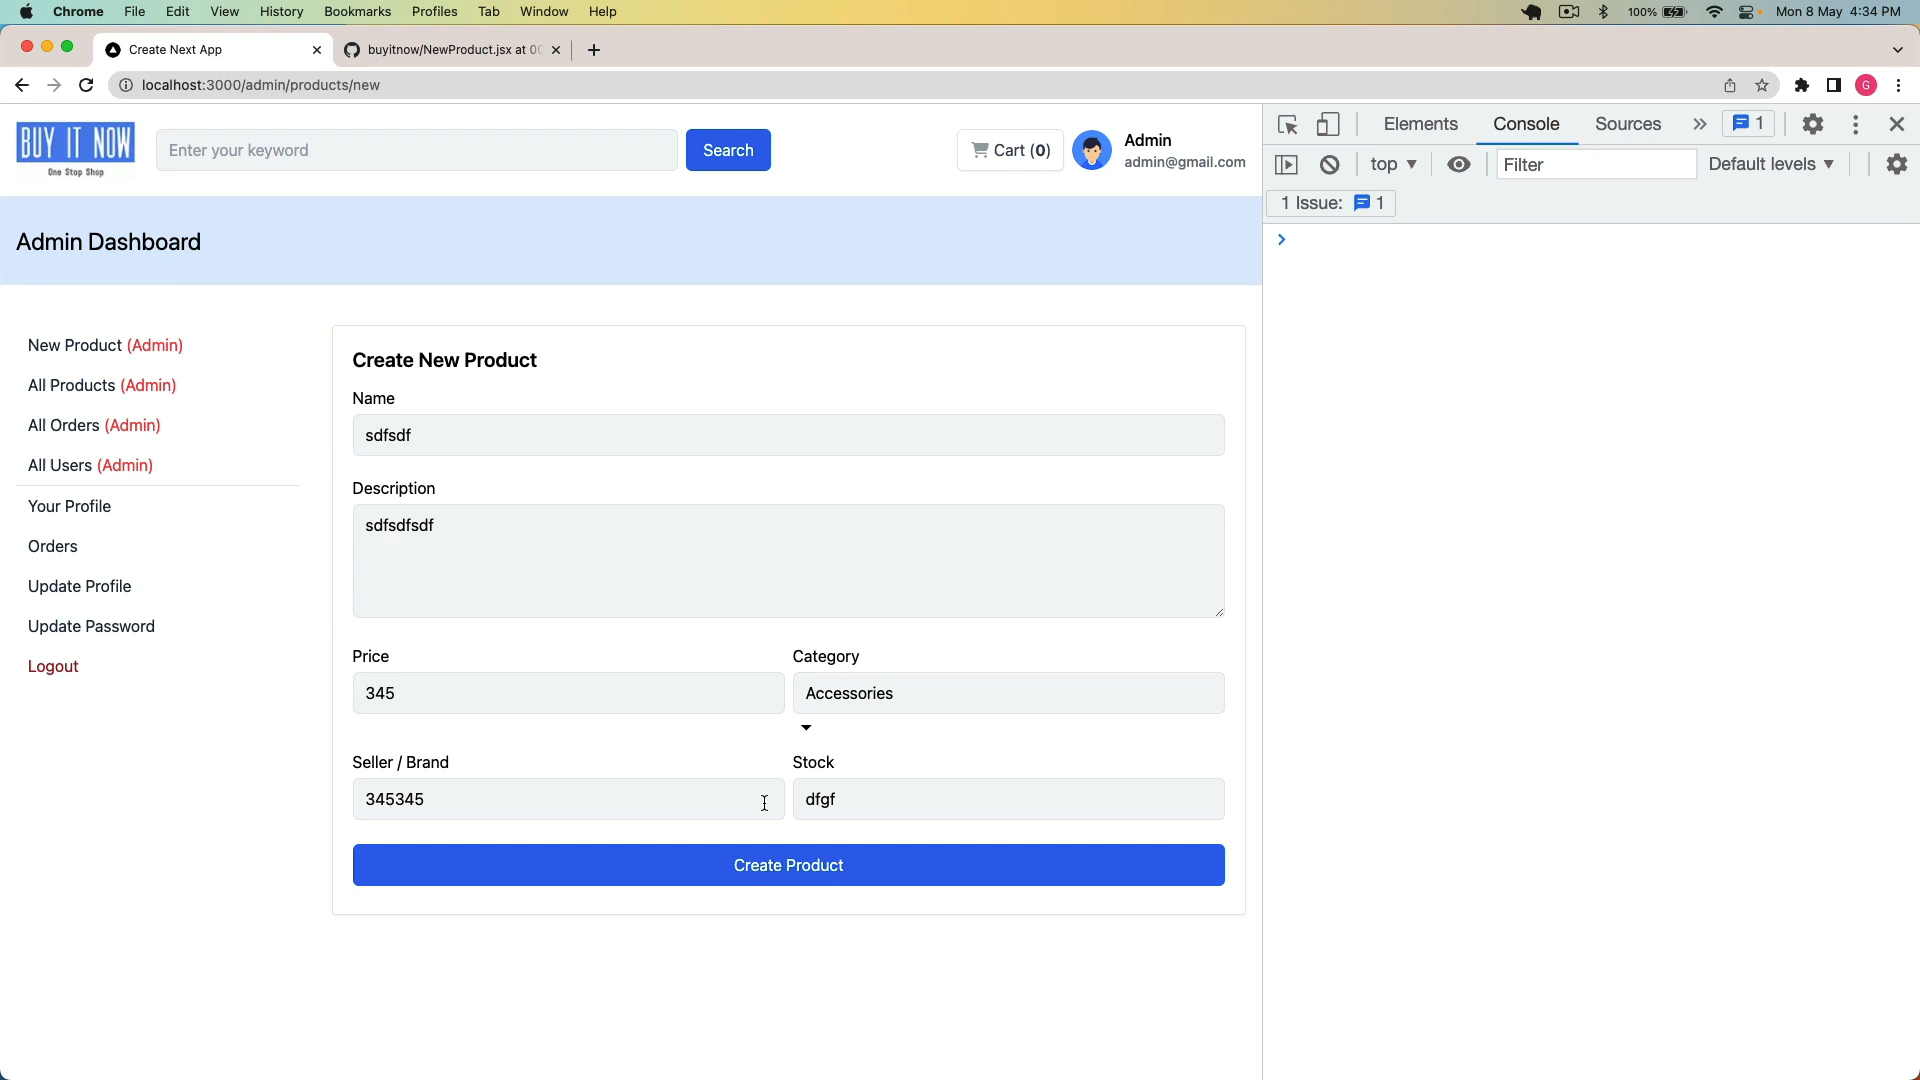 Chrome File Edit View History Bookmarks Profiles Tab Window Help 100% Mon 8 May 4:34 PM
Create Next App
buyitnow/NewProduct.jsx at 00
localhost:3000/admin/products/new
G
BUY IT NOW
One Stop Shop
Enter your keyword
Search
Cart (0)
Admin
admin@gmail.com
Admin Dashboard
New Product (Admin)
All Products (Admin)
All Orders (Admin)
All Users (Admin)
Your Profile
Orders
Update Profile
Update Password
Logout
Create New Product
Name
sdfsdf
Description
sdfsdfsdf
Price
345
Category
Accessories
Seller / Brand
345345
Stock
dfgf
Create Product
Elements Console Sources 1
top Filter Default levels
1 Issue: 1